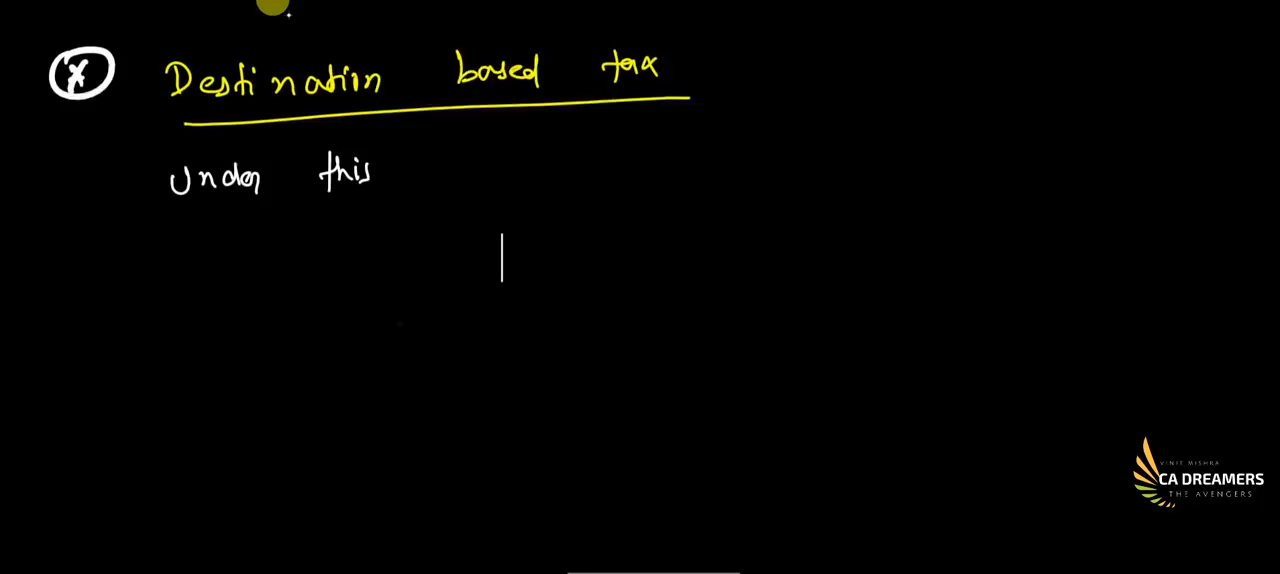 Destination based tax
Under this
VINIT MISHRA
CA DREAMERS
THE AVENGERS